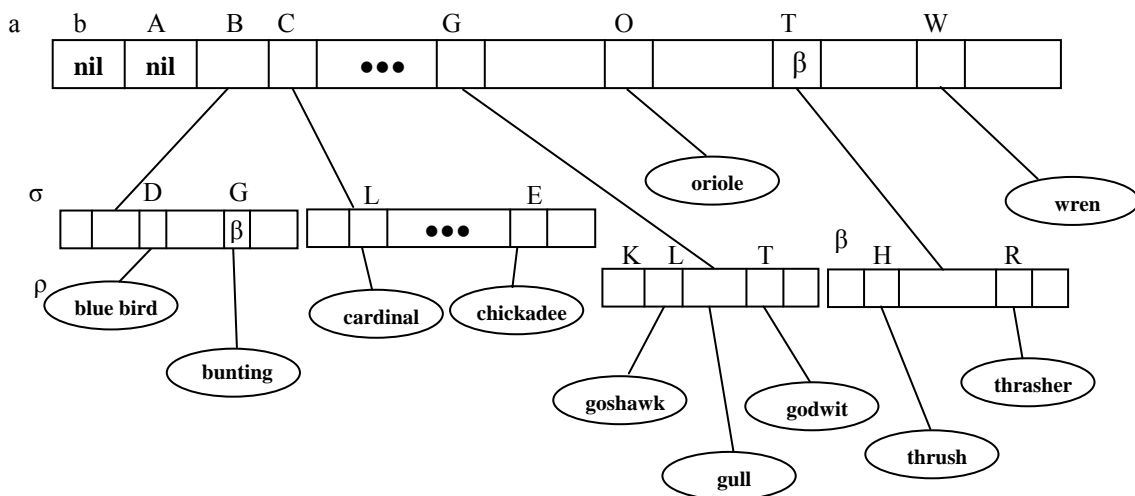 a b A B C G O T W
nil nil ••• β
oriole
wren
σ D G L E
β •••
β
K L T H R
ρ
blue bird
cardinal chickadee
bunting
goshawk godwit thrasher
gull thrush